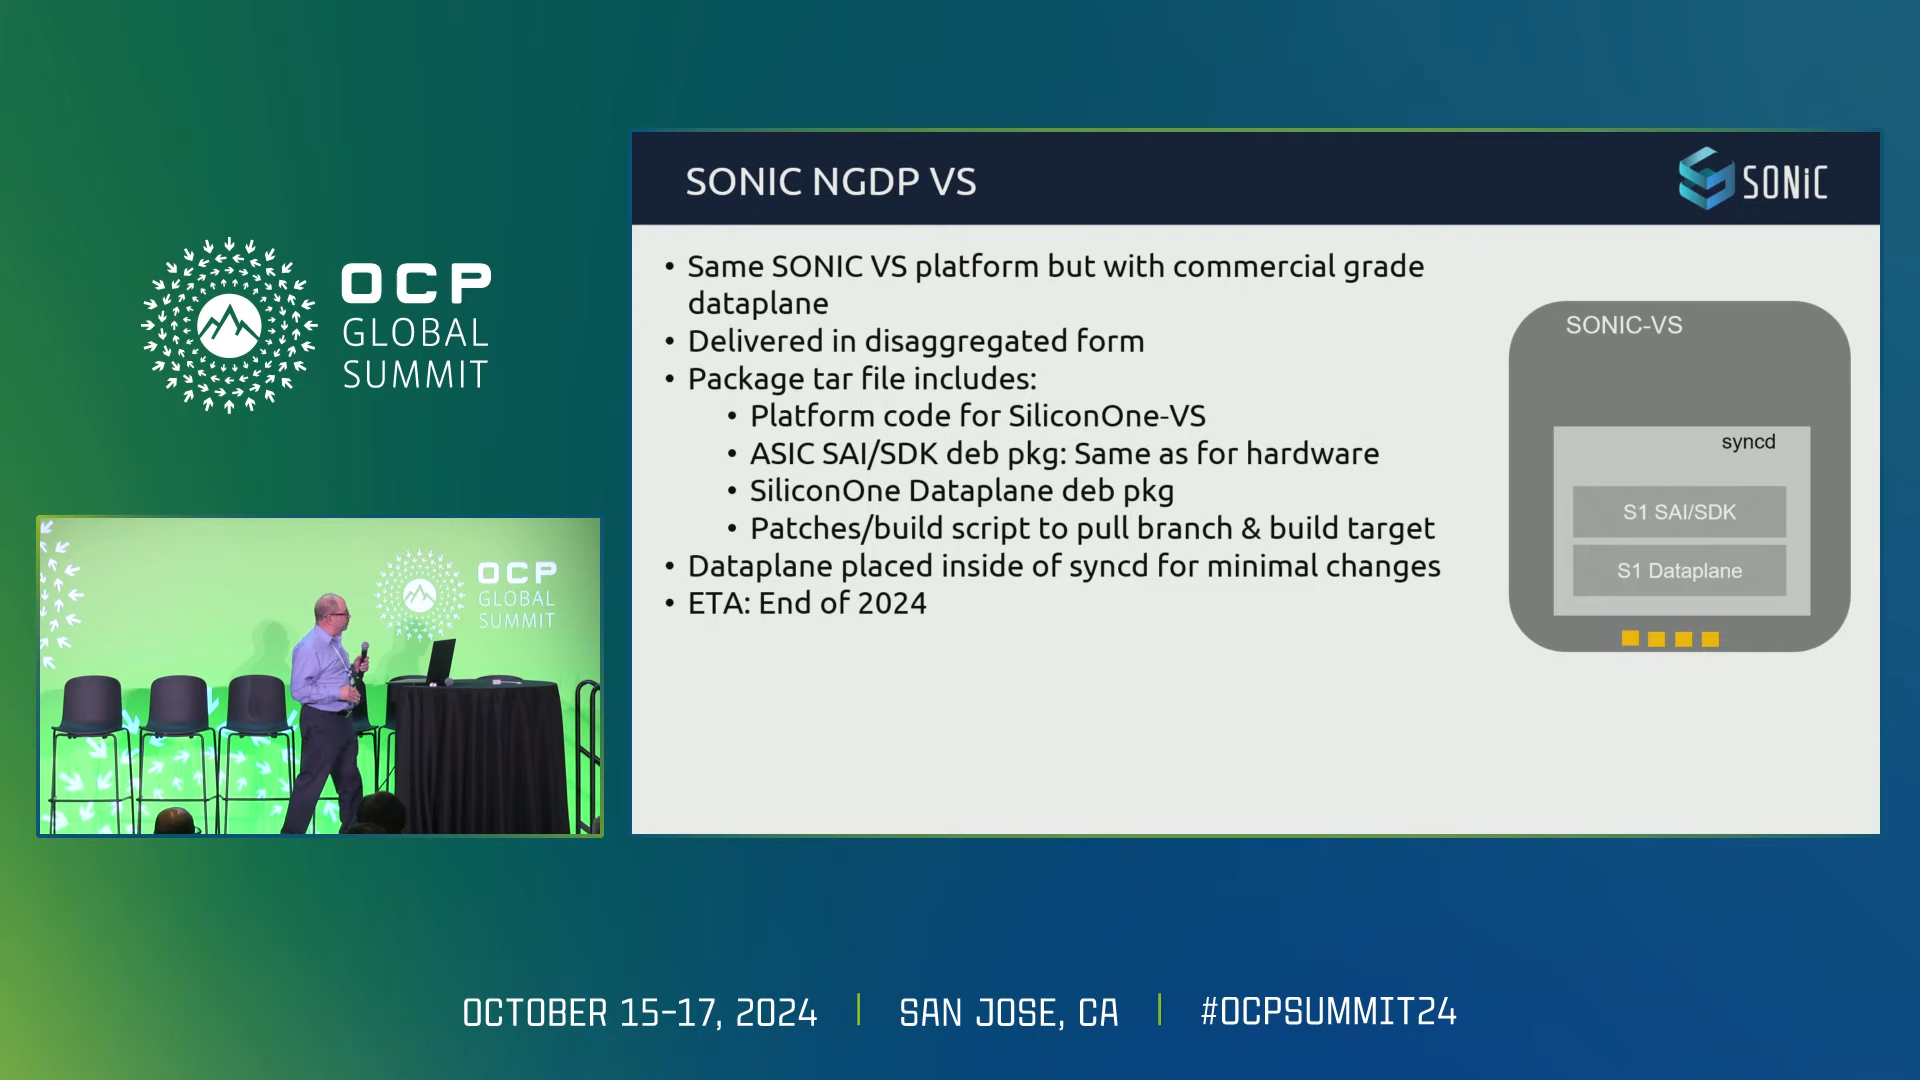 OCP
GLOBAL
SUMMIT
OCP
GLOBAL
SUMMIT
SONIC NGDP VS
SONiC
• Same SONIC VS platform but with commercial grade
dataplane
• Delivered in disaggregated form
• Package tar file includes:
• Platform code for SiliconOne-VS
• ASIC SAI/SDK deb pkg: Same as for hardware
• SiliconOne Dataplane deb pkg
• Patches/build script to pull branch & build target
• Dataplane placed inside of syncd for minimal changes
• ETA: End of 2024
SONIC-VS
syncd
S1 SAI/SDK
S1 Dataplane
OCTOBER 15-17, 2024 | SAN JOSE, CA | #OCPSUMMIT24